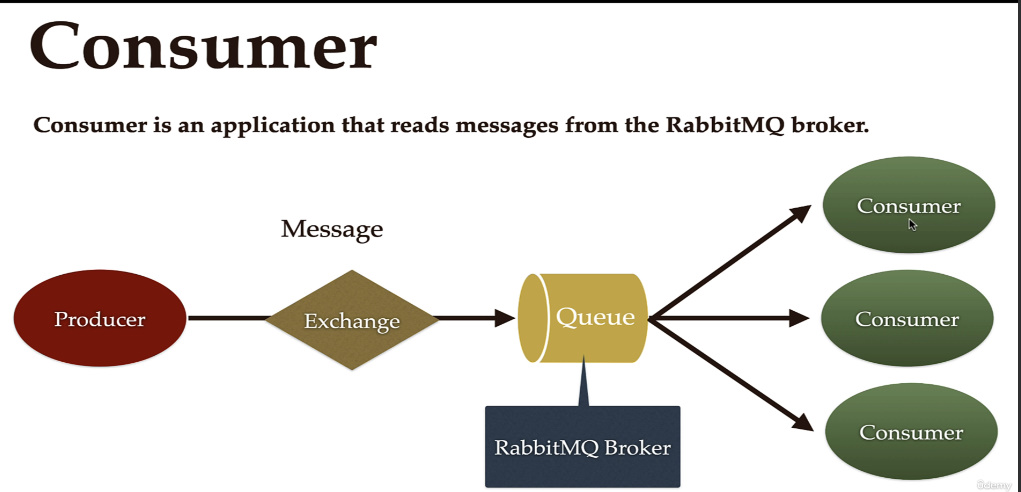 Consumer
Consumer is an application that reads messages from the RabbitMQ broker.
Message
Producer
Exchange
Queue
Consumer
Consumer
Consumer
RabbitMQ Broker
ûdemy